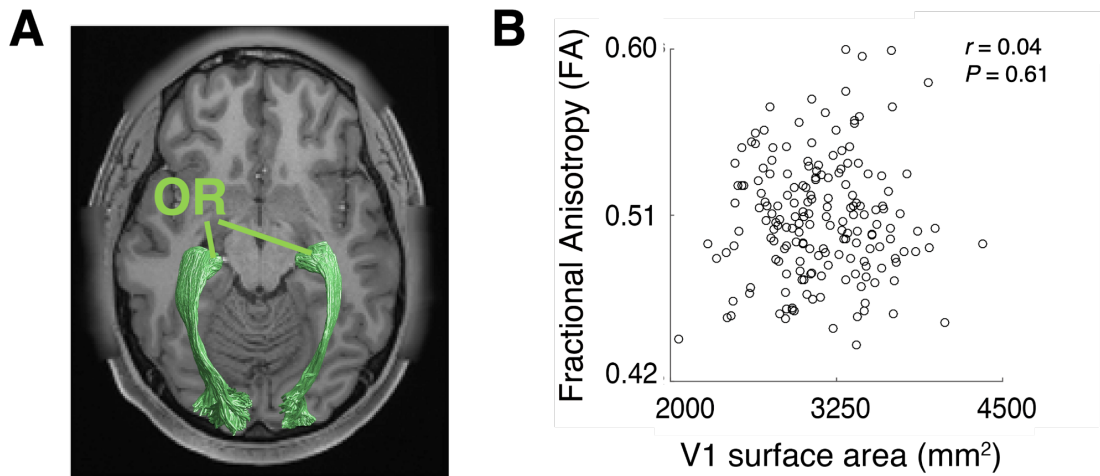 A
OR
B
r = 0.04
P = 0.61
Fractional Anisotropy (FA)
0.60
0.51
0.42
2000
3250
4500
V1 surface area (mm²)